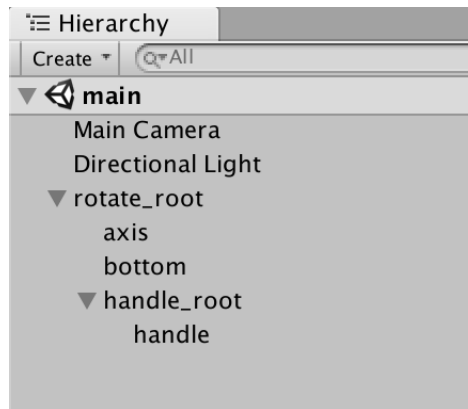 Hierarchy
Create All
main
Main Camera
Directional Light
rotate_root
axis
bottom
handle_root
handle